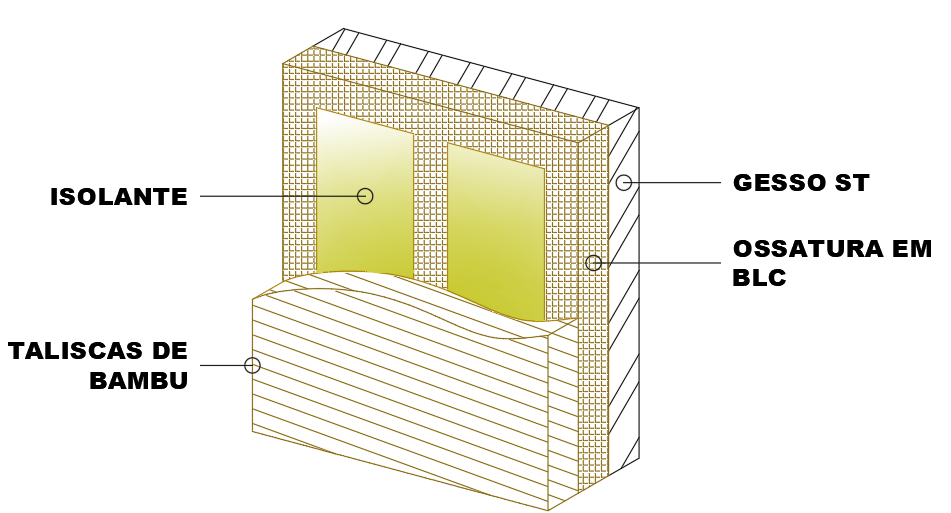 ISOLANTE
TALISCAS DE
BAMBU
GESSO ST
OSSATURA EM
BLC